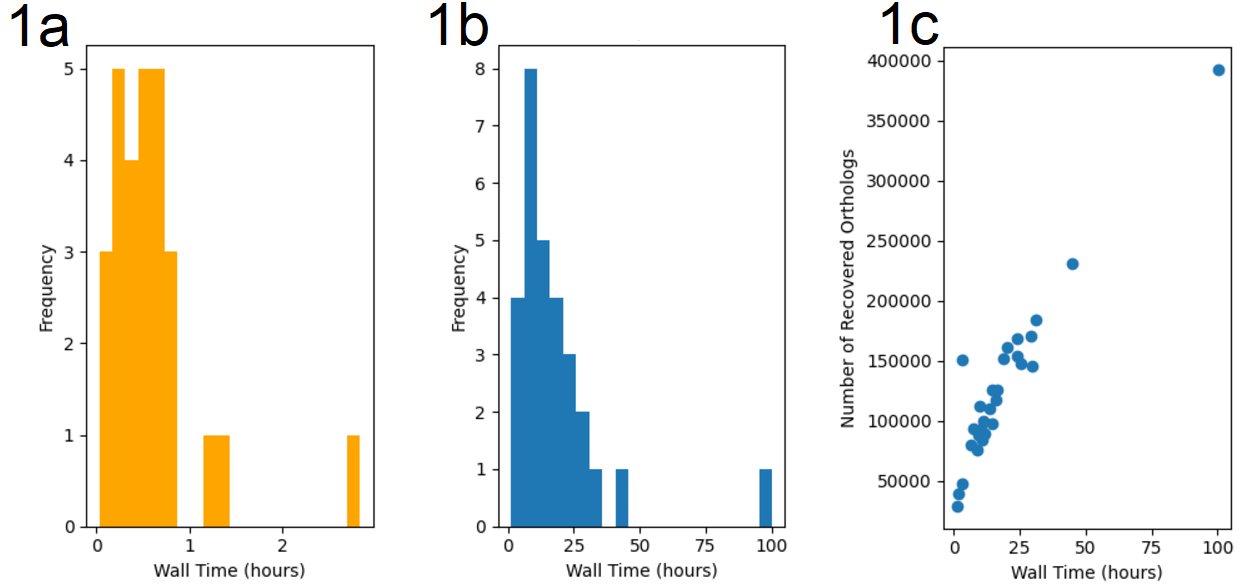 1a
5
4
3
2
1
0
Frequency
0 1 2
Wall Time (hours)
1b
8
7
6
5
4
3
2
1
0
Frequency
0 25 50 75 100
Wall Time (hours)
1c
400000
350000
300000
250000
200000
150000
100000
50000
Number of Recovered Orthologs
0 25 50 75 100
Wall Time (hours)